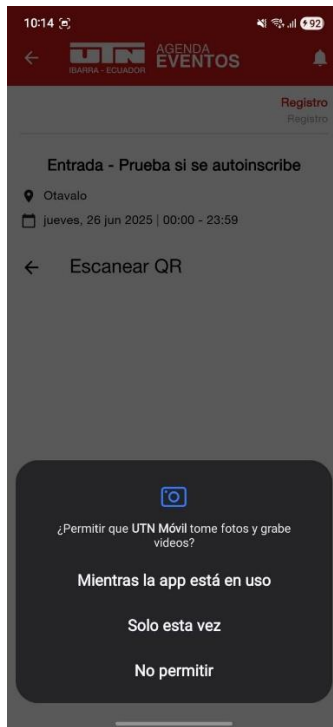 10:14
92
UTN
IBARRA - ECUADOR
AGENDA
EVENTOS
Registro
Registro
Entrada - Prueba si se autoinscribe
Otavalo
jueves, 26 jun 2025 | 00:00 - 23:59
Escanear QR
¿Permitir que UTN Móvil tome fotos y grabe
videos?
Mientras la app está en uso
Solo esta vez
No permitir